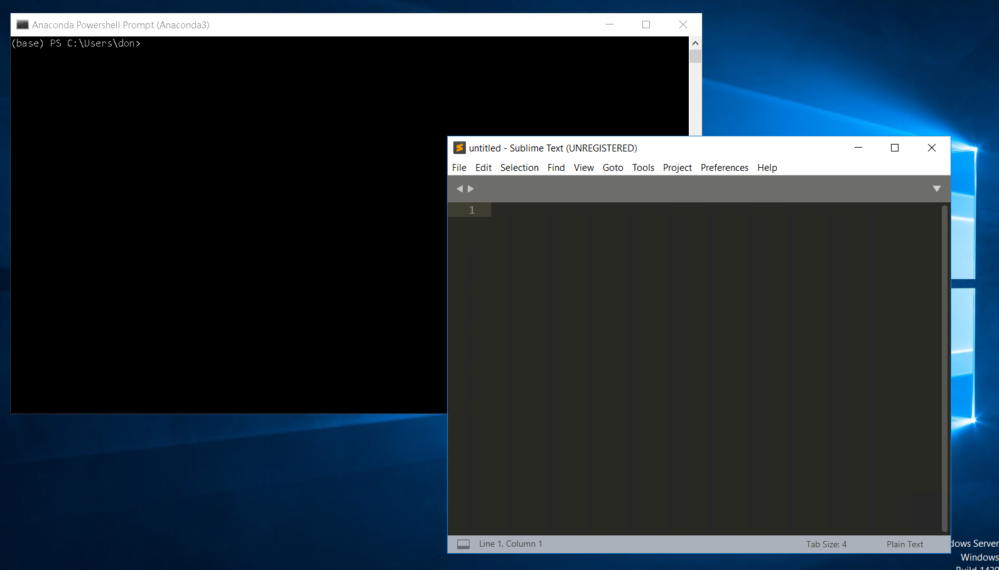 Anaconda Powershell Prompt (Anaconda3)
(base) PS C:\Users\don>
untitled - Sublime Text (UNREGISTERED)
File Edit Selection Find View Goto Tools Project Preferences Help
1
Line 1, Column 1 Tab Size: 4 Plain Text
dows Server
Windows
Build 1439